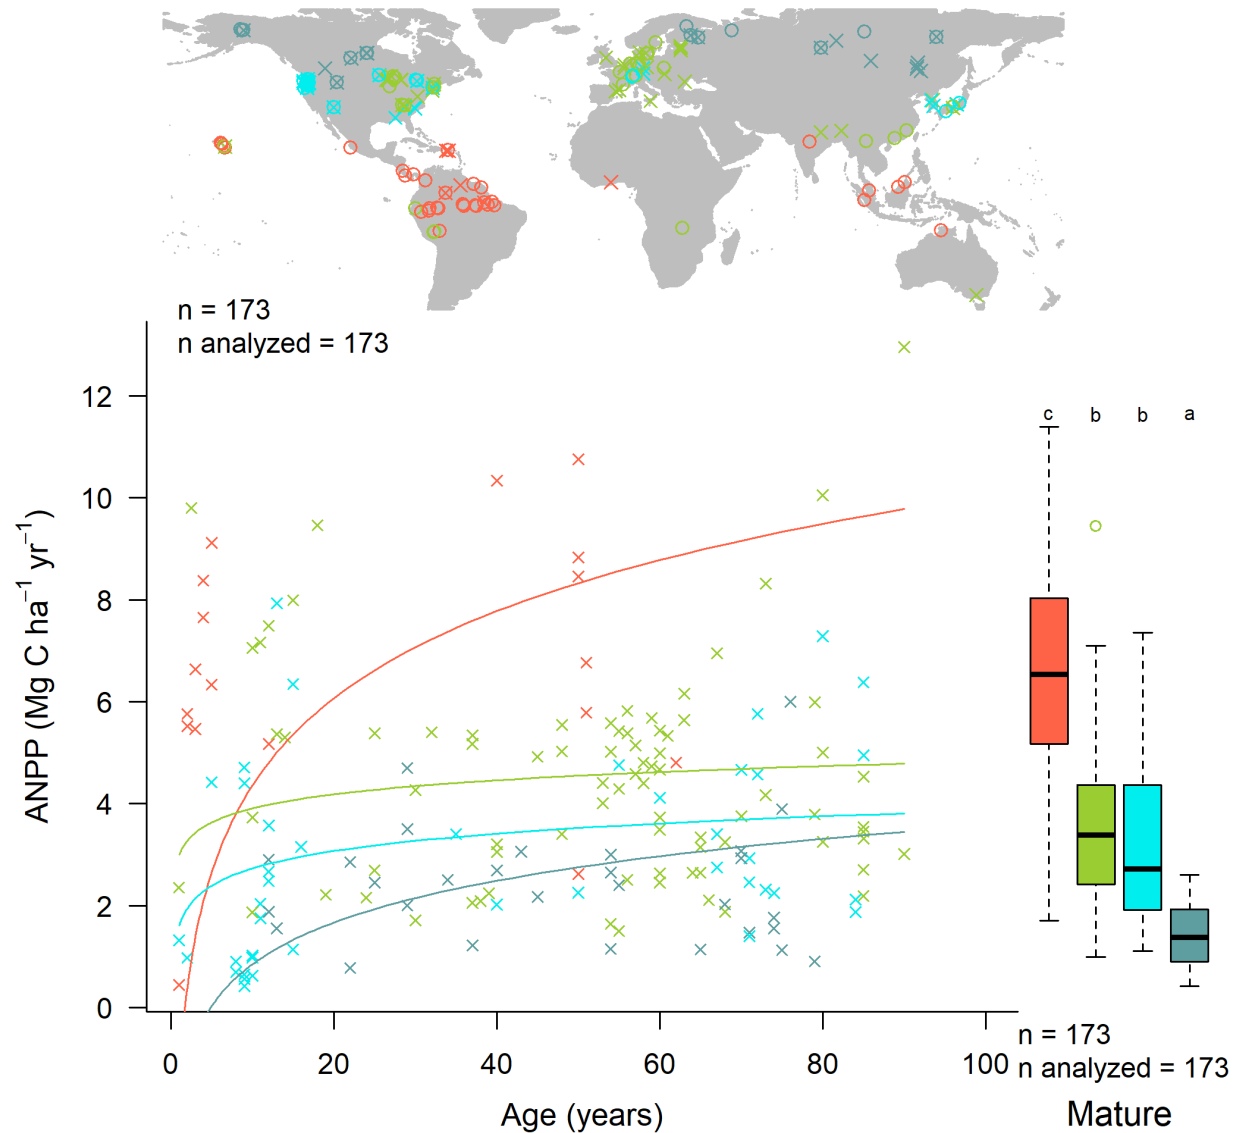 n = 173
n analyzed = 173
12
10
8
6
4
2
0
ANPP (Mg C ha⁻¹ yr⁻¹)
c b b a
0 20 40 60 80 100
Age (years)
n = 173
n analyzed = 173
Mature